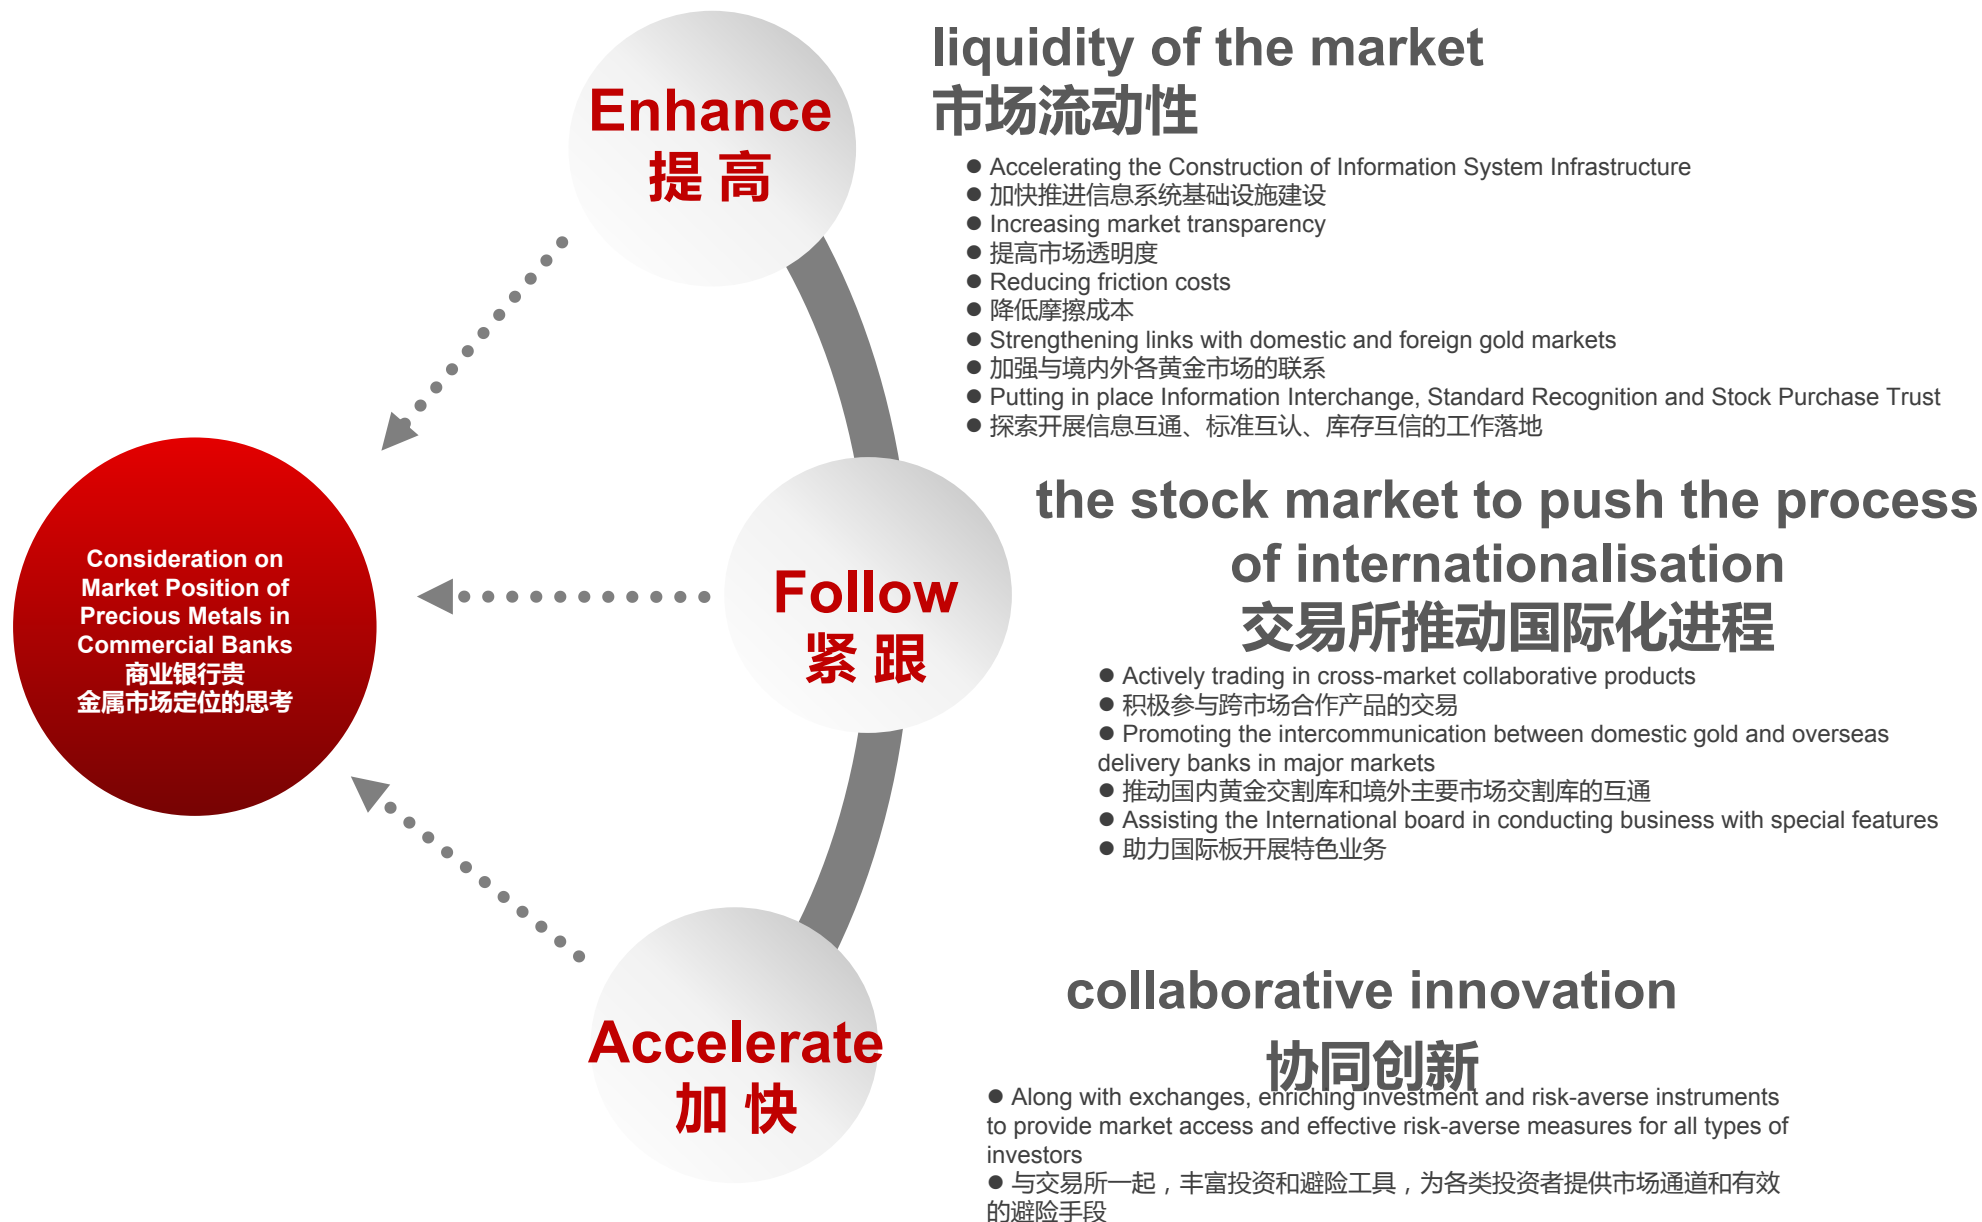 Enhance
提 高
liquidity of the market
市场流动性
● Accelerating the Construction of Information System Infrastructure
● 加快推进信息系统基础设施建设
● Increasing market transparency
● 提高市场透明度
● Reducing friction costs
● 降低摩擦成本
● Strengthening links with domestic and foreign gold markets
● 加强与境内外各黄金市场的联系
● Putting in place Information Interchange, Standard Recognition and Stock Purchase Trust
● 探索开展信息互通、标准互认、库存互信的工作落地
Consideration on
Market Position of
Precious Metals in
Commercial Banks
商业银行贵
金属市场定位的思考
Follow
紧 跟
the stock market to push the process
of internationalisation
交易所推动国际化进程
● Actively trading in cross-market collaborative products
● 积极参与跨市场合作产品的交易
● Promoting the intercommunication between domestic gold and overseas
delivery banks in major markets
● 推动国内黄金交割库和境外主要市场交割库的互通
● Assisting the International board in conducting business with special features
● 助力国际板开展特色业务
Accelerate
加 快
collaborative innovation
协同创新
● Along with exchanges, enriching investment and risk-averse instruments
to provide market access and effective risk-averse measures for all types of
investors
● 与交易所一起，丰富投资和避险工具，为各类投资者提供市场通道和有效
的避险手段